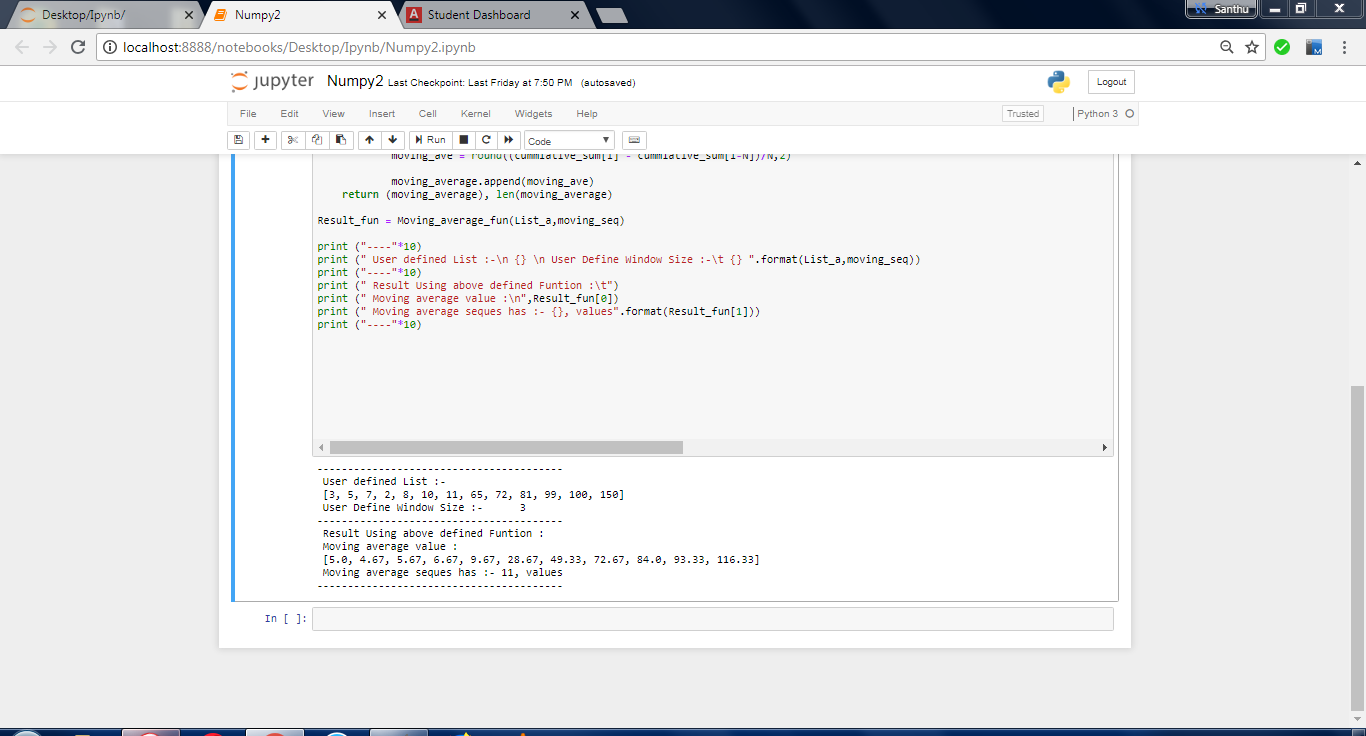 Desktop/Ipynb/
Numpy2
Student Dashboard
Santhu
localhost:8888/notebooks/Desktop/Ipynb/Numpy2.ipynb
jupyter Numpy2 Last Checkpoint: Last Friday at 7:50 PM (autosaved)
Logout
File Edit View Insert Cell Kernel Widgets Help
Trusted
Python 3
Run
Code
moving_ave = round((cummlative_sum[i] - cummlative_sum[i-N])/N,2)
moving_average.append(moving_ave)
return (moving_average), len(moving_average)
Result_fun = Moving_average_fun(List_a,moving_seq)
print ("----"*10)
print (" User defined List :-\n {} \n User Define Window Size :-\t {} ".format(List_a,moving_seq))
print ("----"*10)
print (" Result Using above defined Funtion :\t")
print (" Moving average value :\n",Result_fun[0])
print (" Moving average seques has :- {}, values".format(Result_fun[1]))
print ("----"*10)
----------------------------------------
User defined List :-
[3, 5, 7, 2, 8, 10, 11, 65, 72, 81, 99, 100, 150]
User Define Window Size :- 3
----------------------------------------
Result Using above defined Funtion :
Moving average value :
[5.0, 4.67, 5.67, 6.67, 9.67, 28.67, 49.33, 72.67, 84.0, 93.33, 116.33]
Moving average seques has :- 11, values
----------------------------------------
In [ ]: